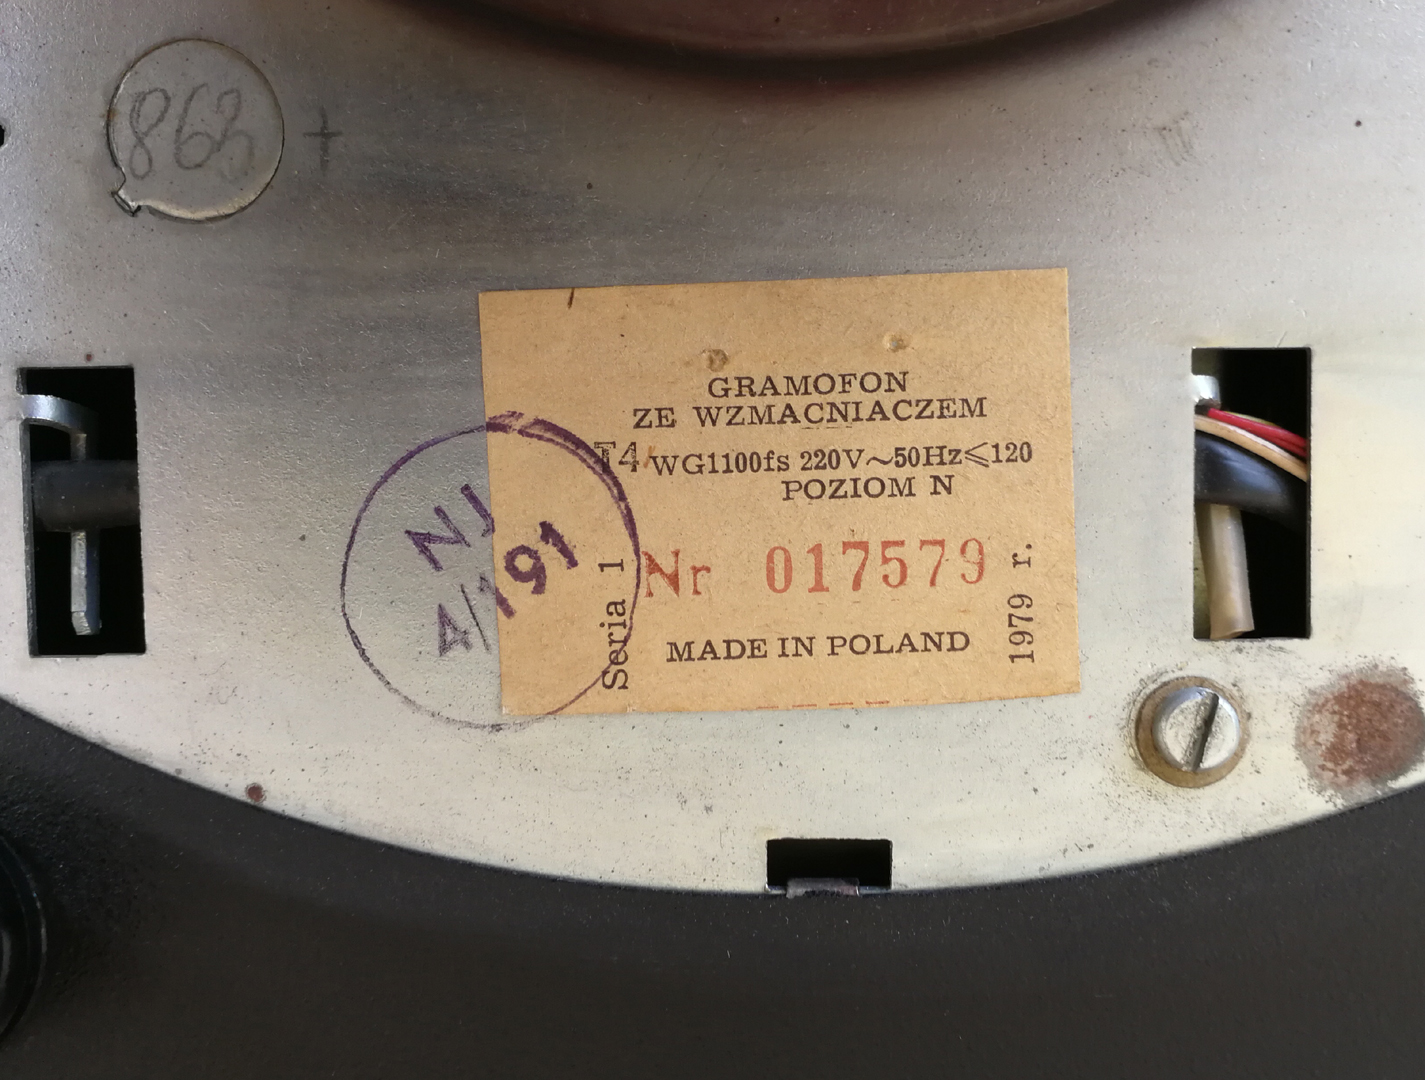 863 +
GRAMOFON
ZE WZMACNIACZEM
T4 WG1100fs 220V~50Hz⩽120
POZIOM N
Nr 017579
MADE IN POLAND
Seria 1
1979 r.
NJ
4/191